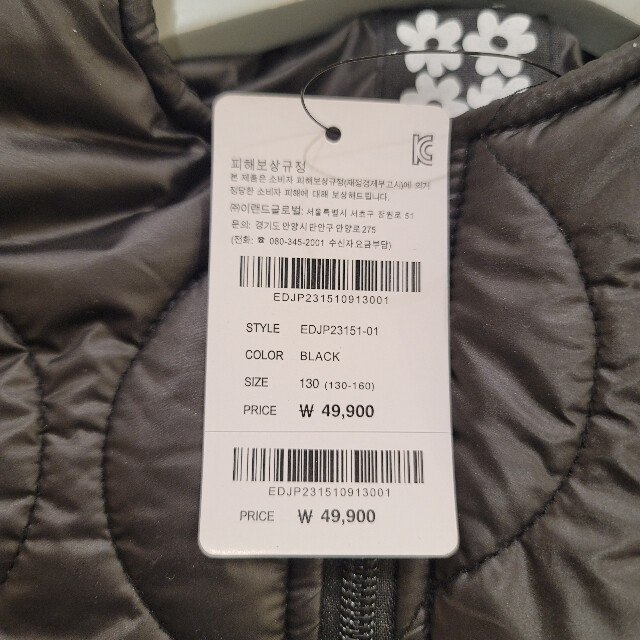 피해보상규정
본 제품은 소비자 피해보상규정(재정경제부고시)에 의거
정당한 소비자 피해에 대해 보상해드립니다.
㈜이랜드글로벌: 서울특별시 서초구 잠원로 51
문의: 경기도 안양시 만안구 안양로 275
(전화: ☎ 080-345-2001 수신자 요금부담)
EDJP231510913001
STYLE EDJP23151-01
COLOR BLACK
SIZE 130 (130-160)
PRICE ₩ 49,900
EDJP231510913001
PRICE ₩ 49,900